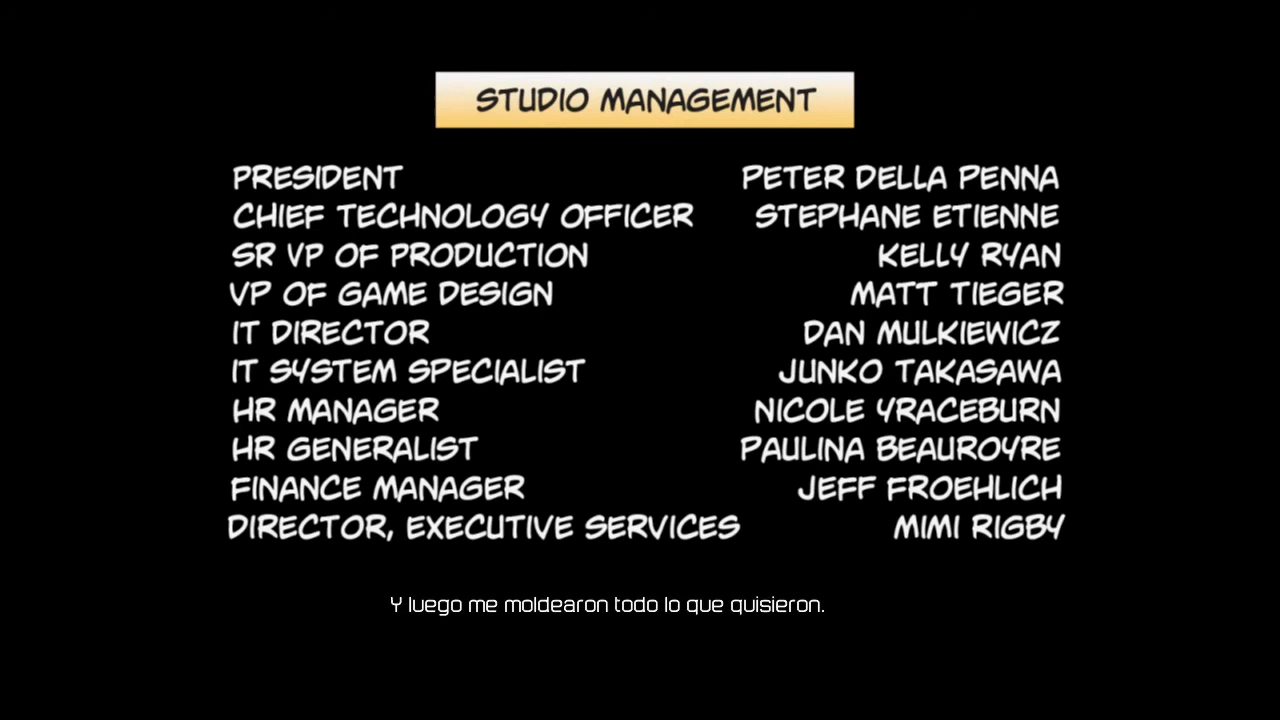 STUDIO MANAGEMENT
PRESIDENT PETER DELLA PENNA
CHIEF TECHNOLOGY OFFICER STEPHANE ETIENNE
SR VP OF PRODUCTION KELLY RYAN
VP OF GAME DESIGN MATT TIEGER
IT DIRECTOR DAN MULKIEWICZ
IT SYSTEM SPECIALIST JUNKO TAKASAWA
HR MANAGER NICOLE YRACEBURN
HR GENERALIST PAULINA BEAUROYRE
FINANCE MANAGER JEFF FROEHLICH
DIRECTOR, EXECUTIVE SERVICES MIMI RIGBY
Y luego me moldearon todo lo que quisieron.